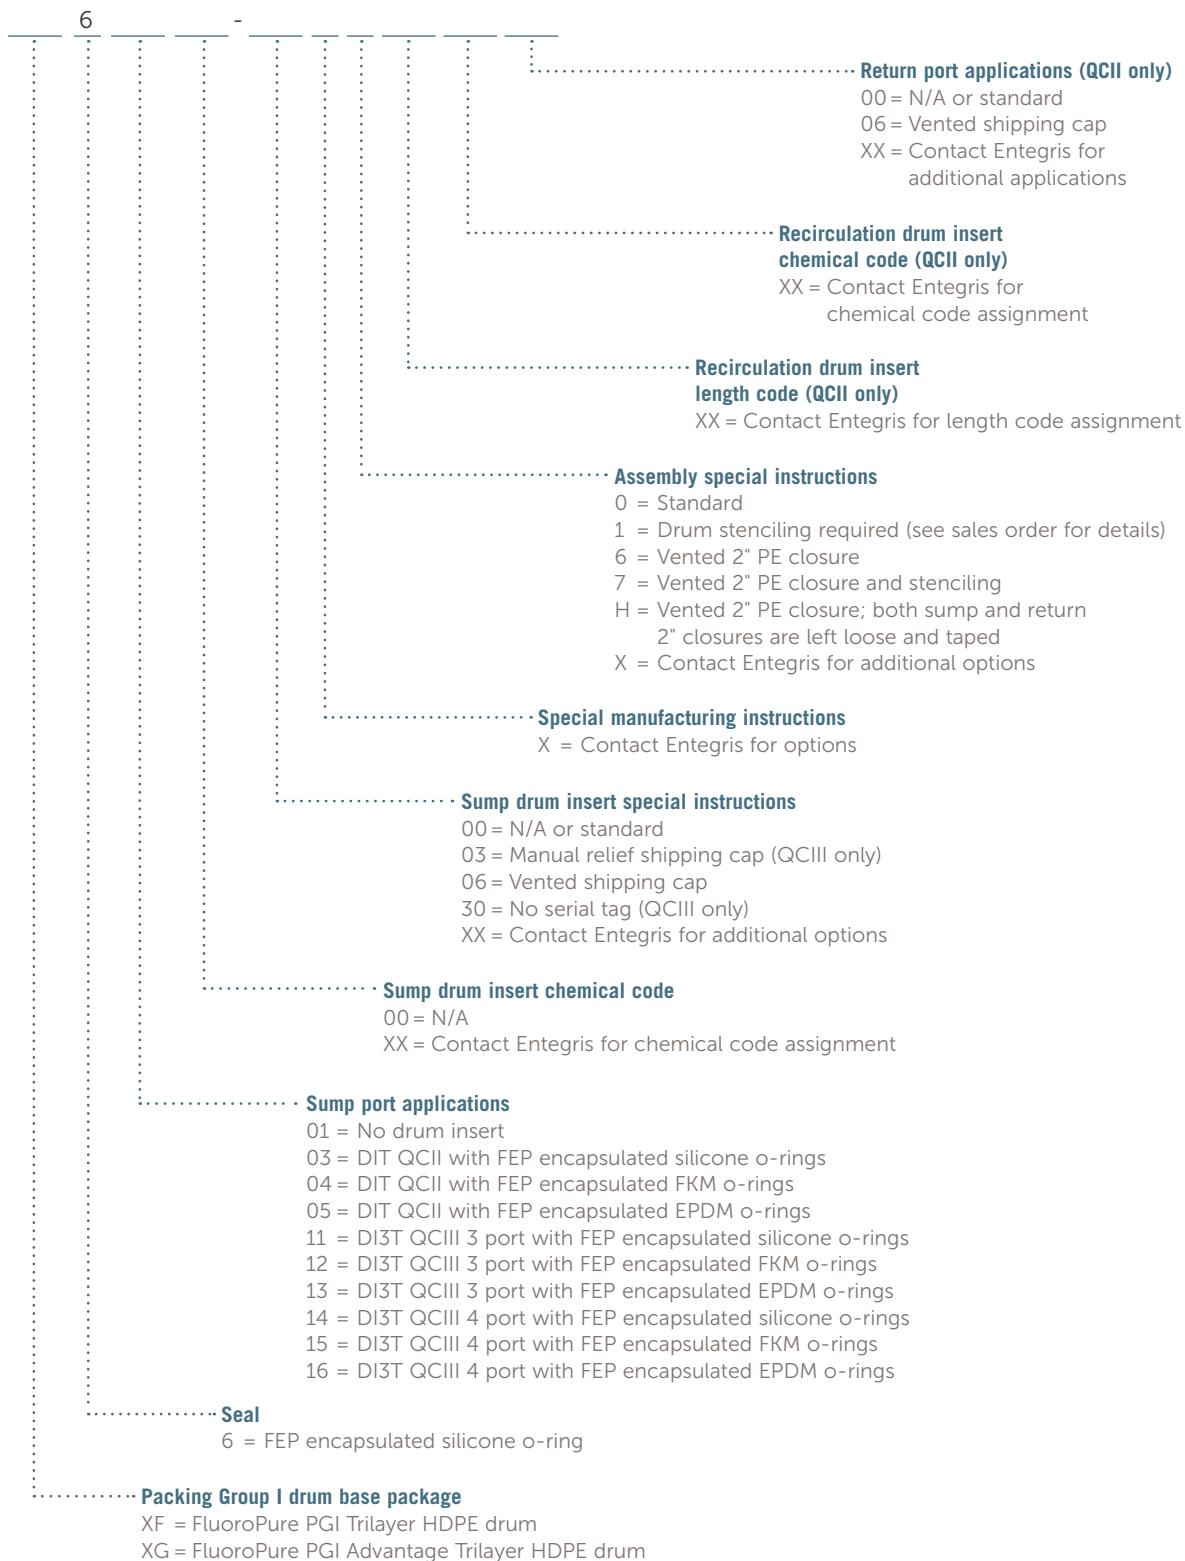 6 -
Return port applications (QCII only)
00 = N/A or standard
06 = Vented shipping cap
XX = Contact Entegris for
additional applications
Recirculation drum insert
chemical code (QCII only)
XX = Contact Entegris for
chemical code assignment
Recirculation drum insert
length code (QCII only)
XX = Contact Entegris for length code assignment
Assembly special instructions
0 = Standard
1 = Drum stenciling required (see sales order for details)
6 = Vented 2" PE closure
7 = Vented 2" PE closure and stenciling
H = Vented 2" PE closure; both sump and return
2" closures are left loose and taped
X = Contact Entegris for additional options
Special manufacturing instructions
X = Contact Entegris for options
Sump drum insert special instructions
00 = N/A or standard
03 = Manual relief shipping cap (QCIII only)
06 = Vented shipping cap
30 = No serial tag (QCIII only)
XX = Contact Entegris for additional options
Sump drum insert chemical code
00 = N/A
XX = Contact Entegris for chemical code assignment
Sump port applications
01 = No drum insert
03 = DIT QCII with FEP encapsulated silicone o-rings
04 = DIT QCII with FEP encapsulated FKM o-rings
05 = DIT QCII with FEP encapsulated EPDM o-rings
11 = DI3T QCIII 3 port with FEP encapsulated silicone o-rings
12 = DI3T QCIII 3 port with FEP encapsulated FKM o-rings
13 = DI3T QCIII 3 port with FEP encapsulated EPDM o-rings
14 = DI3T QCIII 4 port with FEP encapsulated silicone o-rings
15 = DI3T QCIII 4 port with FEP encapsulated FKM o-rings
16 = DI3T QCIII 4 port with FEP encapsulated EPDM o-rings
Seal
6 = FEP encapsulated silicone o-ring
Packing Group I drum base package
XF = FluoroPure PGI Trilayer HDPE drum
XG = FluoroPure PGI Advantage Trilayer HDPE drum